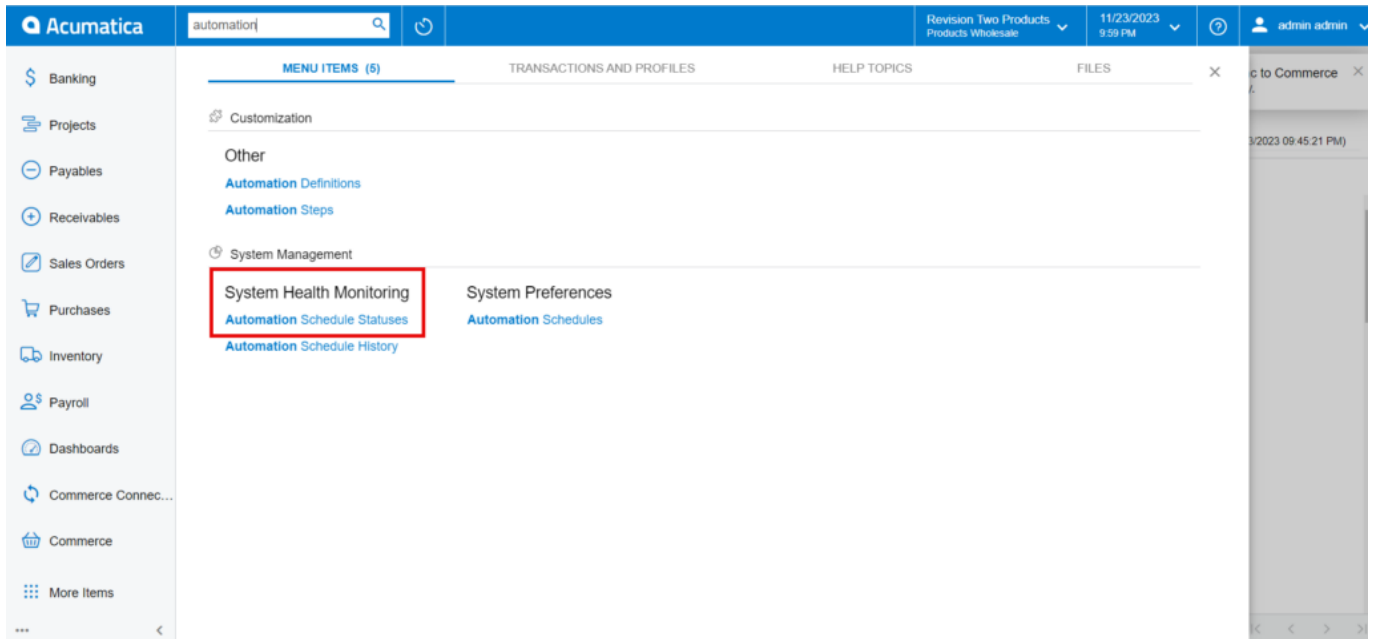 Acumatica
automation
Revision Two Products
Products Wholesale
11/23/2023
9:59 PM
admin admin
Banking
Projects
Payables
Receivables
Sales Orders
Purchases
Inventory
Payroll
Dashboards
Commerce Connec...
Commerce
More Items
MENU ITEMS (5)
TRANSACTIONS AND PROFILES
HELP TOPICS
FILES
Customization
Other
Automation Definitions
Automation Steps
System Management
System Health Monitoring
Automation Schedule Statuses
Automation Schedule History
System Preferences
Automation Schedules
c to Commerce
3/2023 09:45:21 PM)